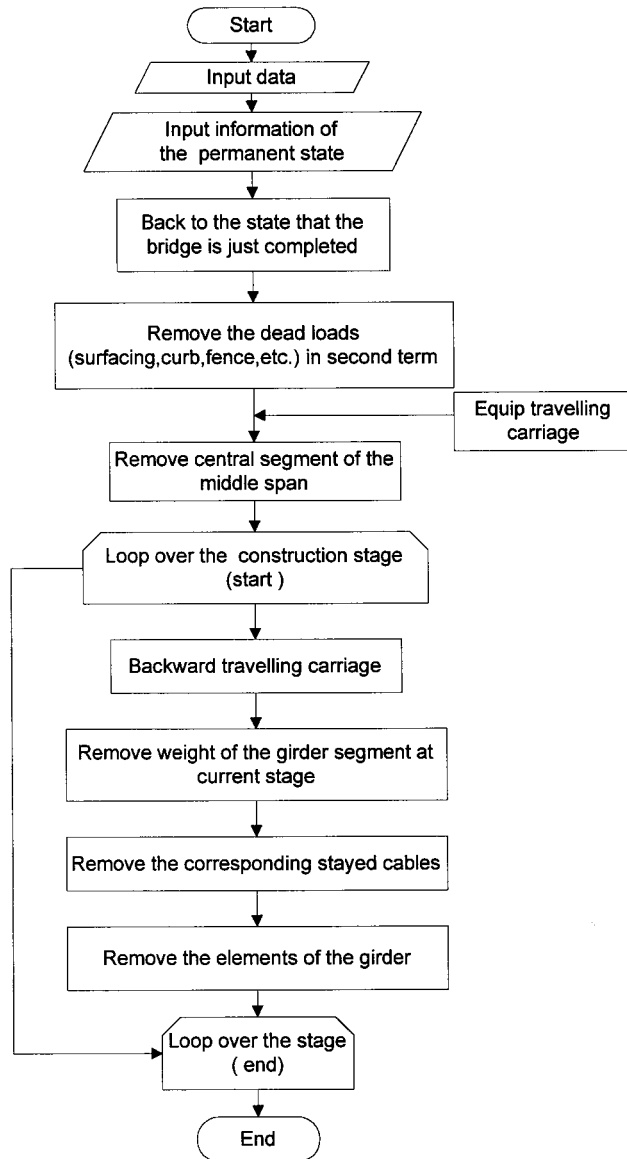 Start
Input data
Input information of
the permanent state
Back to the state that the
bridge is just completed
Remove the dead loads
(surfacing,curb,fence,etc.) in second term
Equip travelling
carriage
Remove central segment of the
middle span
Loop over the construction stage
(start )
Backward travelling carriage
Remove weight of the girder segment at
current stage
Remove the corresponding stayed cables
Remove the elements of the girder
Loop over the stage
( end)
End